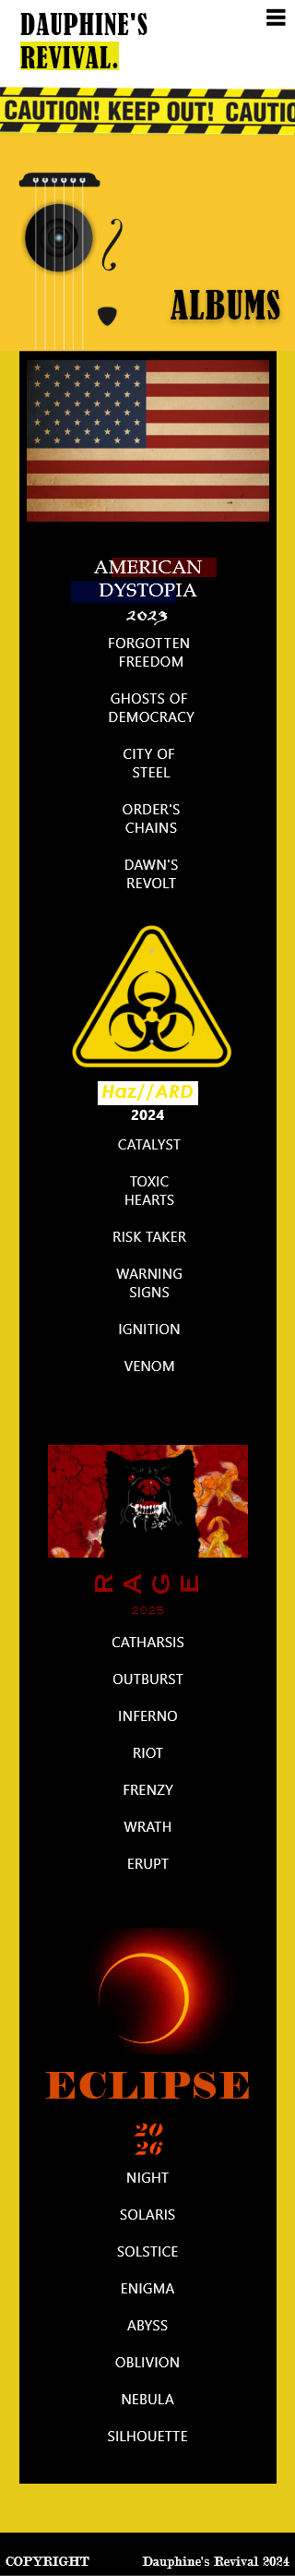 DAUPHINE'S
REVIVAL.
CAUTION! KEEP OUT! CAUTIO
ALBUMS
AMERICAN
DYSTOPIA
2023
FORGOTTEN
FREEDOM
GHOSTS OF
DEMOCRACY
CITY OF
STEEL
ORDER'S
CHAINS
DAWN'S
REVOLT
Haz//ARD
2024
CATALYST
TOXIC
HEARTS
RISK TAKER
WARNING
SIGNS
IGNITION
VENOM
RAGE
2025
CATHARSIS
OUTBURST
INFERNO
RIOT
FRENZY
WRATH
ERUPT
ECLIPSE
20
26
NIGHT
SOLARIS
SOLSTICE
ENIGMA
ABYSS
OBLIVION
NEBULA
SILHOUETTE
COPYRIGHT Dauphine's Revival 2024